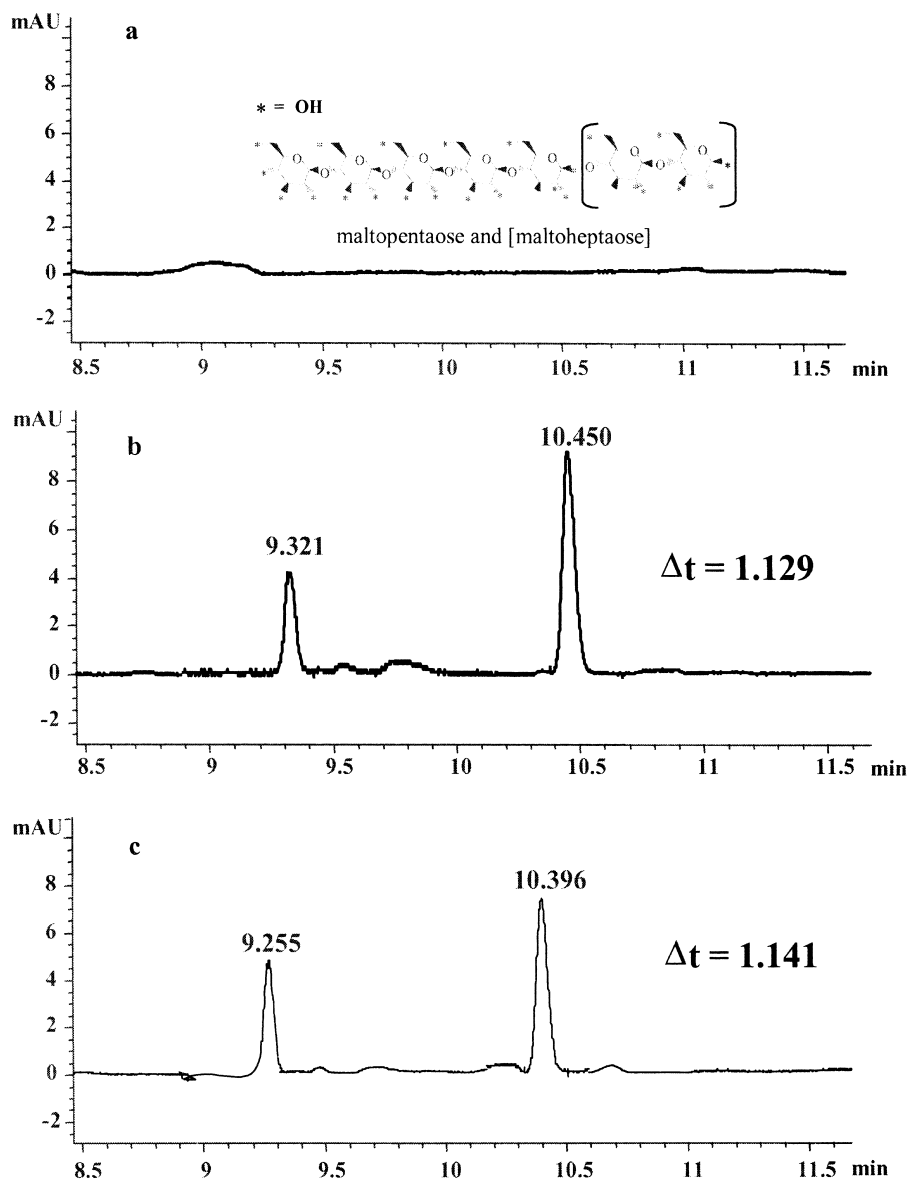 mAU
a
* = OH
8
6
4
2
0
-2
O O O O O O O O O O O O O
maltopentaose and [maltoheptaose]
8.5 9 9.5 10 10.5 11 11.5 min
mAU
b
10.450
8
9.321
6
Δt = 1.129
4
2
0
-2
8.5 9 9.5 10 10.5 11 11.5 min
mAU
c
10.396
8
9.255
6
Δt = 1.141
4
2
0
-2
8.5 9 9.5 10 10.5 11 11.5 min